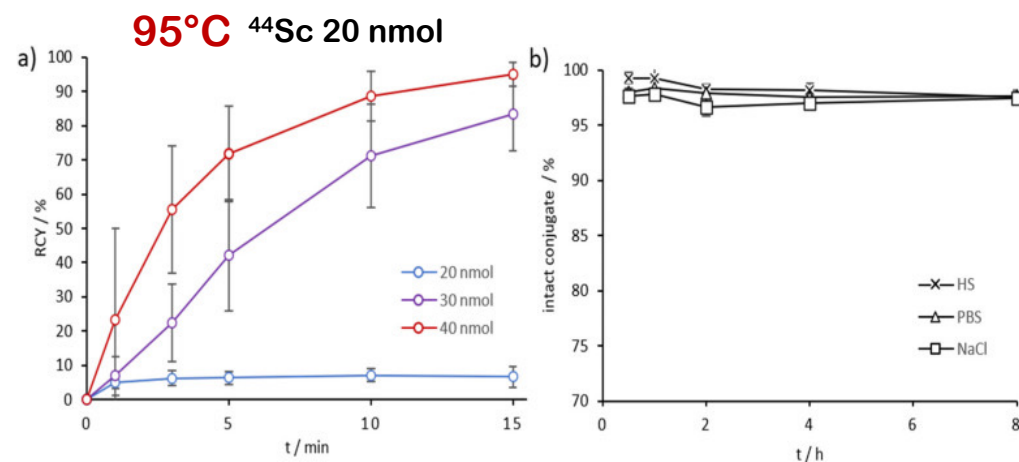 95°C ⁴⁴Sc 20 nmol
a)
100
90
80
70
60
50
40
30
20
10
0
RCY / %
0 5 10 15
t / min
20 nmol
30 nmol
40 nmol
b)
100
95
90
85
80
75
70
intact conjugate / %
0 2 4 6 8
t / h
HS
PBS
NaCl